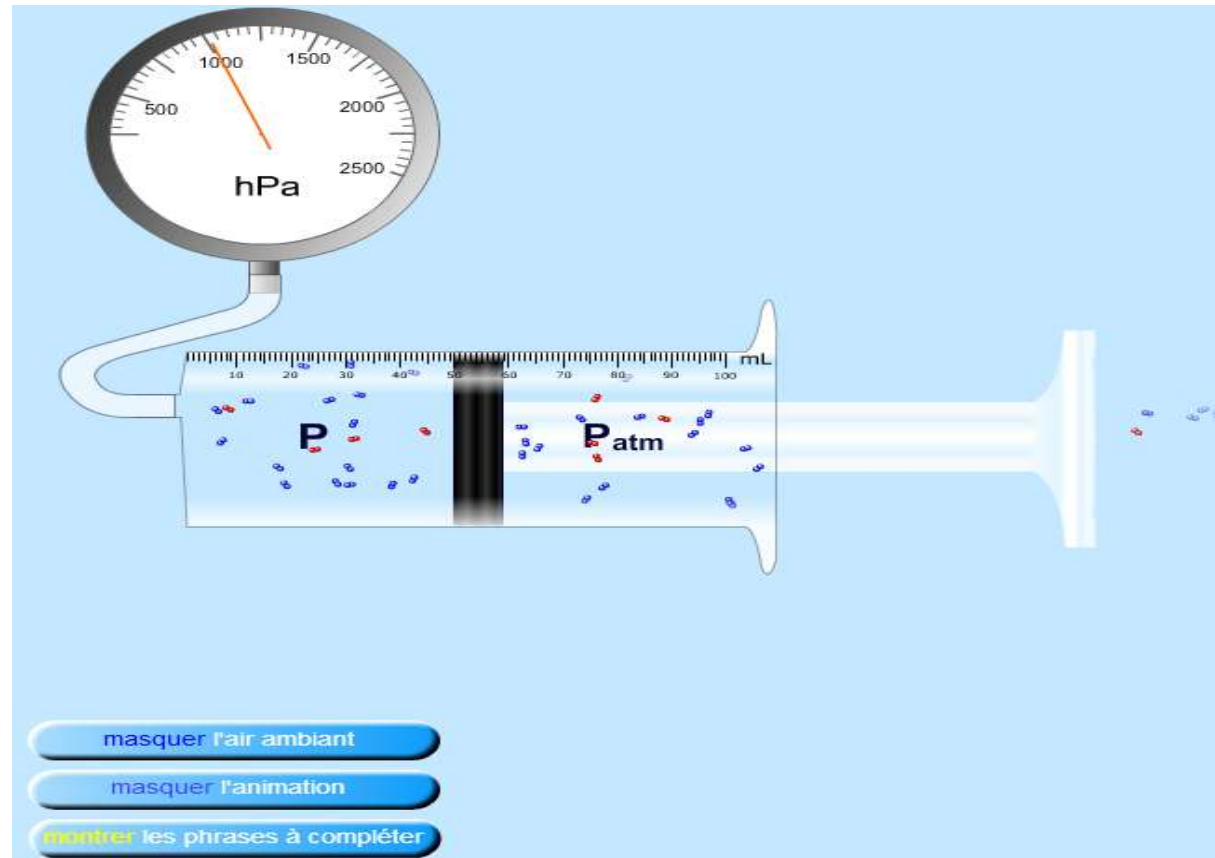 500 1000 1500 2000 2500
hPa
mL
10 20 30 40 50 60 70 80 90 100
P
Patm
masquer l'air ambiant
masquer l'animation
montrer les phrases à compléter